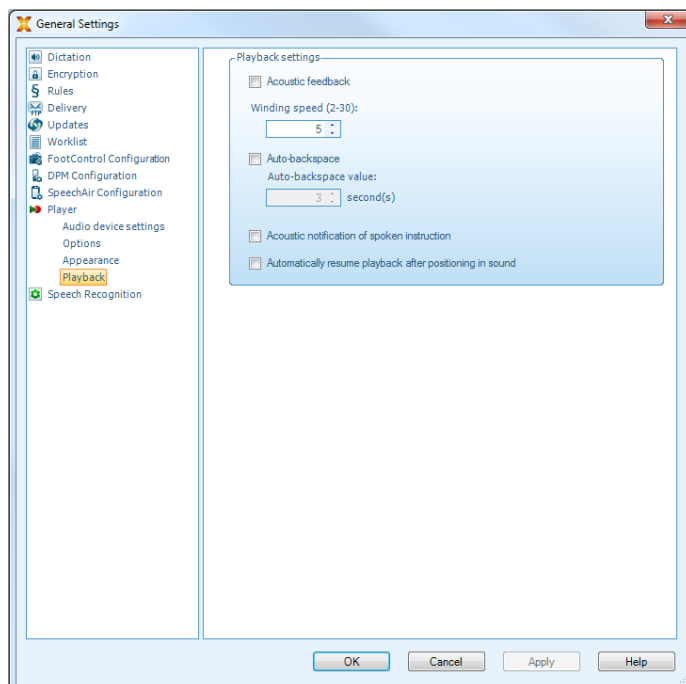 General Settings
Dictation
Encryption
Rules
Delivery
Updates
Worklist
FootControl Configuration
DPM Configuration
SpeechAir Configuration
Player
Audio device settings
Options
Appearance
Playback
Speech Recognition
Playback settings
Acoustic feedback
Winding speed (2-30):
5
Auto-backspace
Auto-backspace value:
3 second(s)
Acoustic notification of spoken instruction
Automatically resume playback after positioning in sound
OK Cancel Apply Help